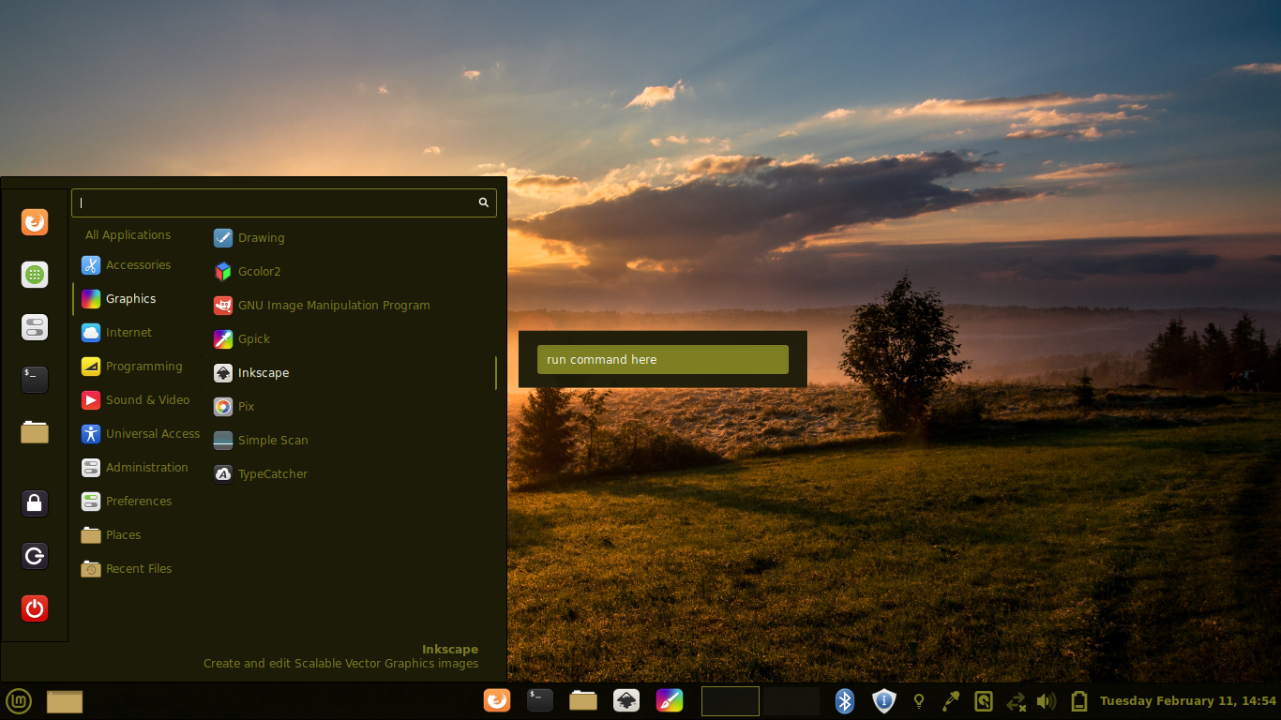 All Applications
Accessories
Graphics
Internet
Programming
Sound & Video
Universal Access
Administration
Preferences
Places
Recent Files
Drawing
Gcolor2
GNU Image Manipulation Program
Gpick
Inkscape
Pix
Simple Scan
TypeCatcher
Inkscape
Create and edit Scalable Vector Graphics images
run command here
Tuesday February 11, 14:54